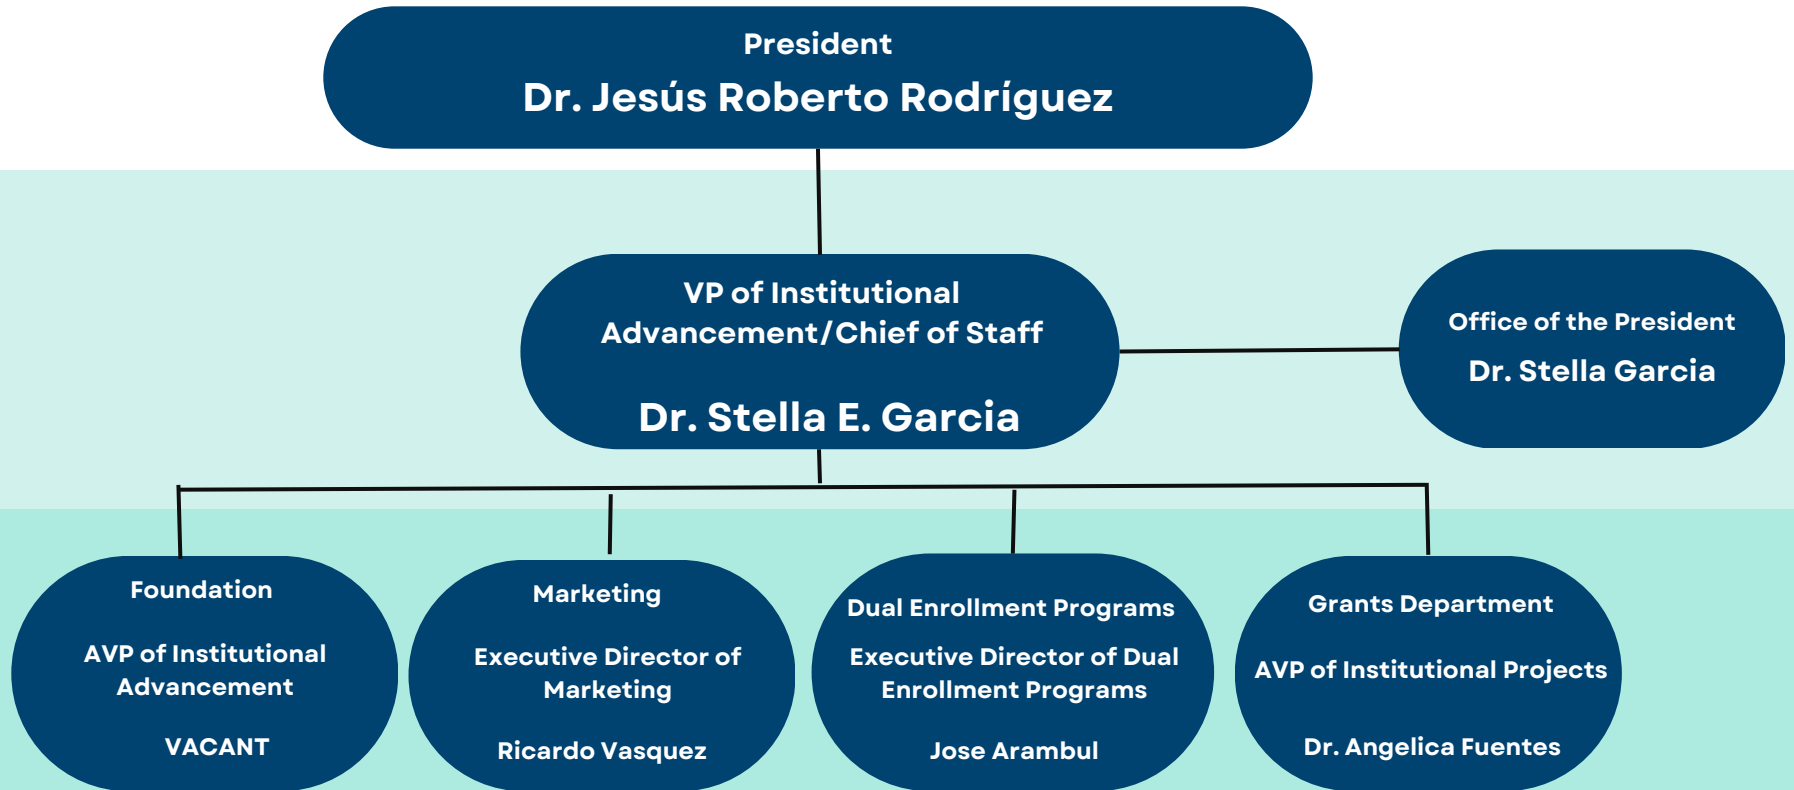 President
Dr. Jesús Roberto Rodríguez
VP of Institutional
Advancement/Chief of Staff
Dr. Stella E. Garcia
Office of the President
Dr. Stella Garcia
Foundation
AVP of Institutional
Advancement
VACANT
Marketing
Executive Director of
Marketing
Ricardo Vasquez
Dual Enrollment Programs
Executive Director of Dual
Enrollment Programs
Jose Arambul
Grants Department
AVP of Institutional Projects
Dr. Angelica Fuentes